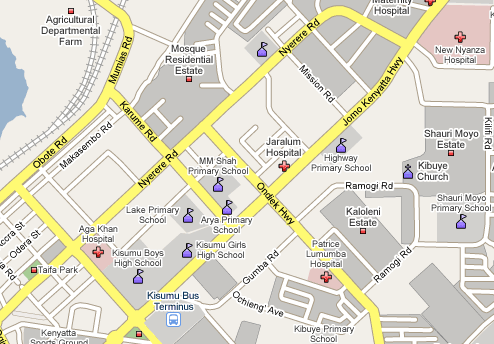 Agricultural
Departmental
Farm
Maternity
Hospital
Nyerere Rd
New Nyanza
Hospital
Mosque
Residential
Estate
Mumias Rd
Mission Rd
Jomo Kenyatta Hwy
Karume Rd
Kilifi Rd
Shauri Moyo
Estate
Obote Rd
Makasembo Rd
Nyerere Rd
MM Shah
Primary School
Jaralum
Hospital
Highway
Primary School
Kibuye
Church
Ramogi Rd
Ondiek Hwy
Shauri Moyo
Primary School
Lake Primary
School
Arya Primary
School
Kaloleni
Estate
Accra St
Odera St
Aga Khan
Hospital
Kisumu Boys
High School
Kisumu Girls
High School
Patrice
Lumumba
Hospital
Ramogi Rd
Gumba Rd
Taifa Park
Kisumu Bus
Terminus
Ochieng' Ave
Kenyatta
Sports Ground
Kibuye Primary
School